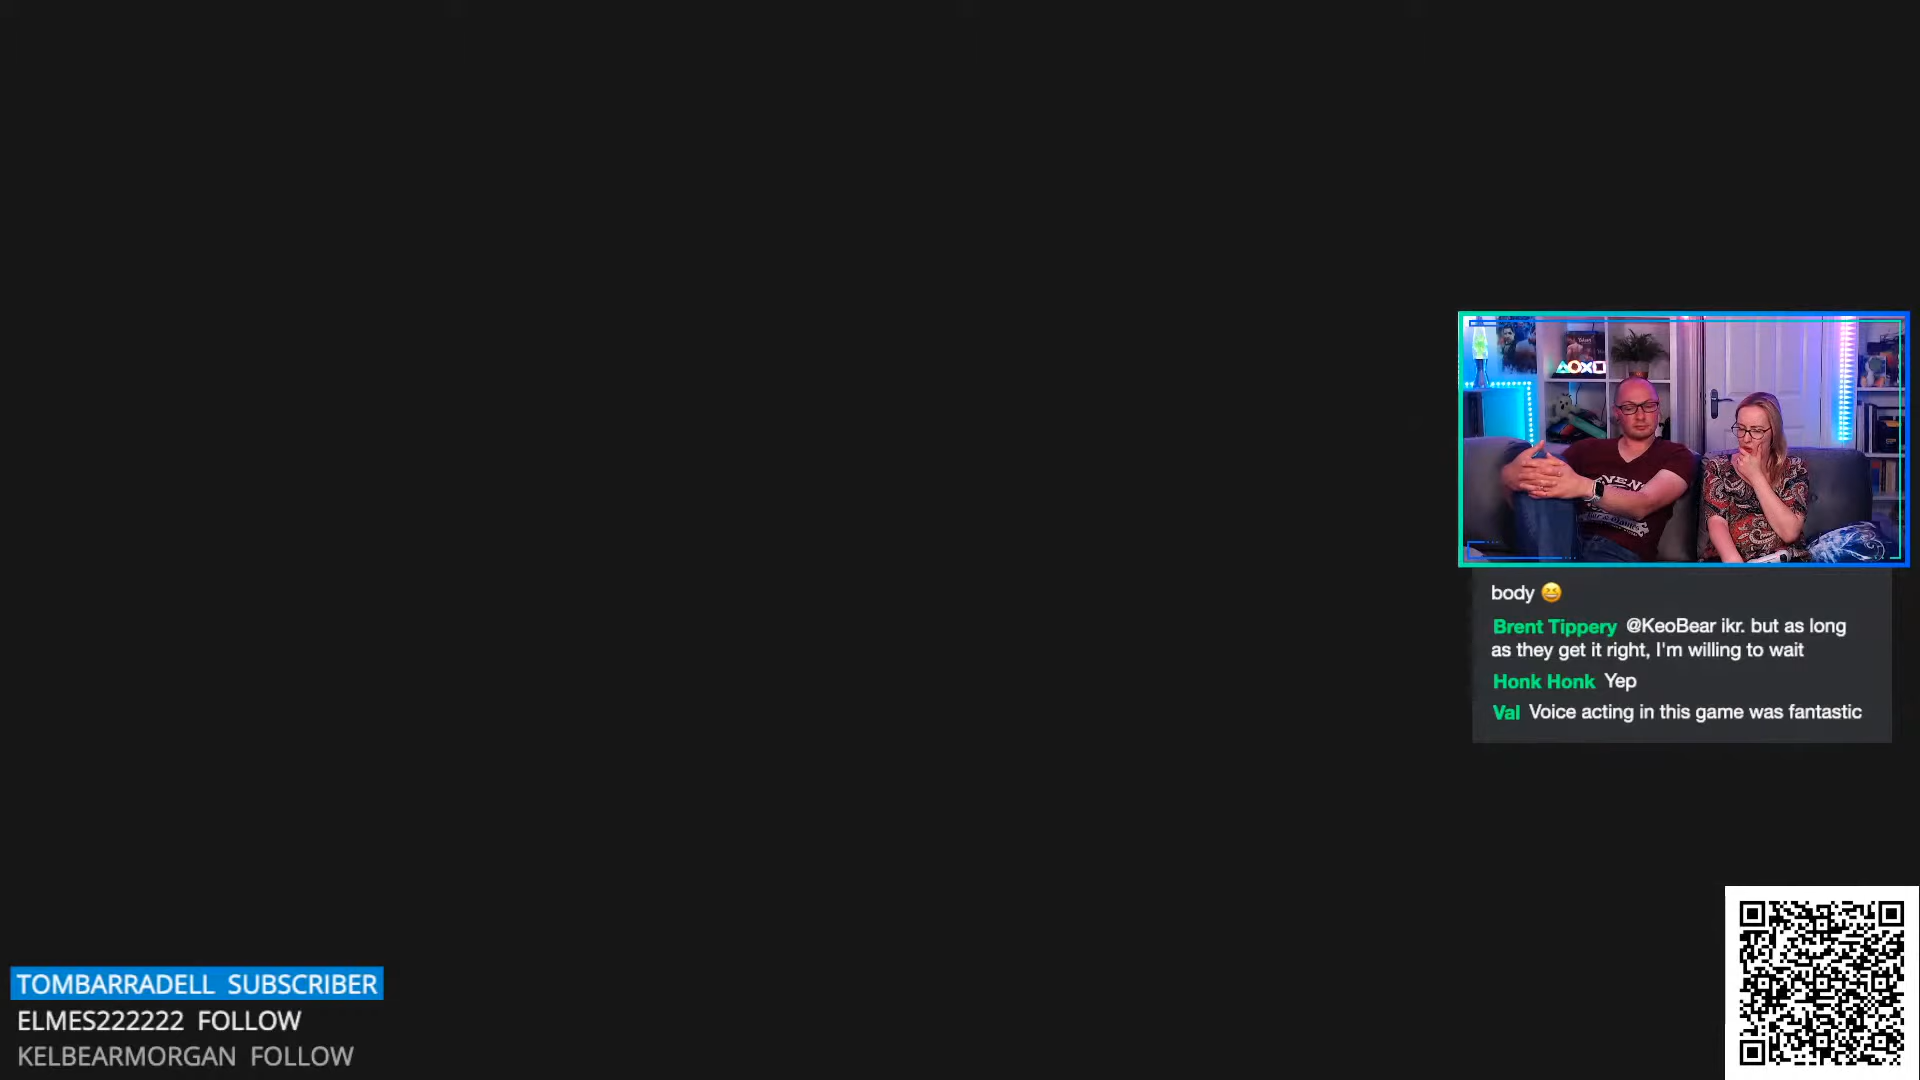 body 😆
Brent Tippery @KeoBear ikr. but as long
as they get it right, I'm willing to wait
Honk Honk Yep
Val Voice acting in this game was fantastic
TOMBARRADELL SUBSCRIBER
ELMES222222 FOLLOW
KELBEARMORGAN FOLLOW